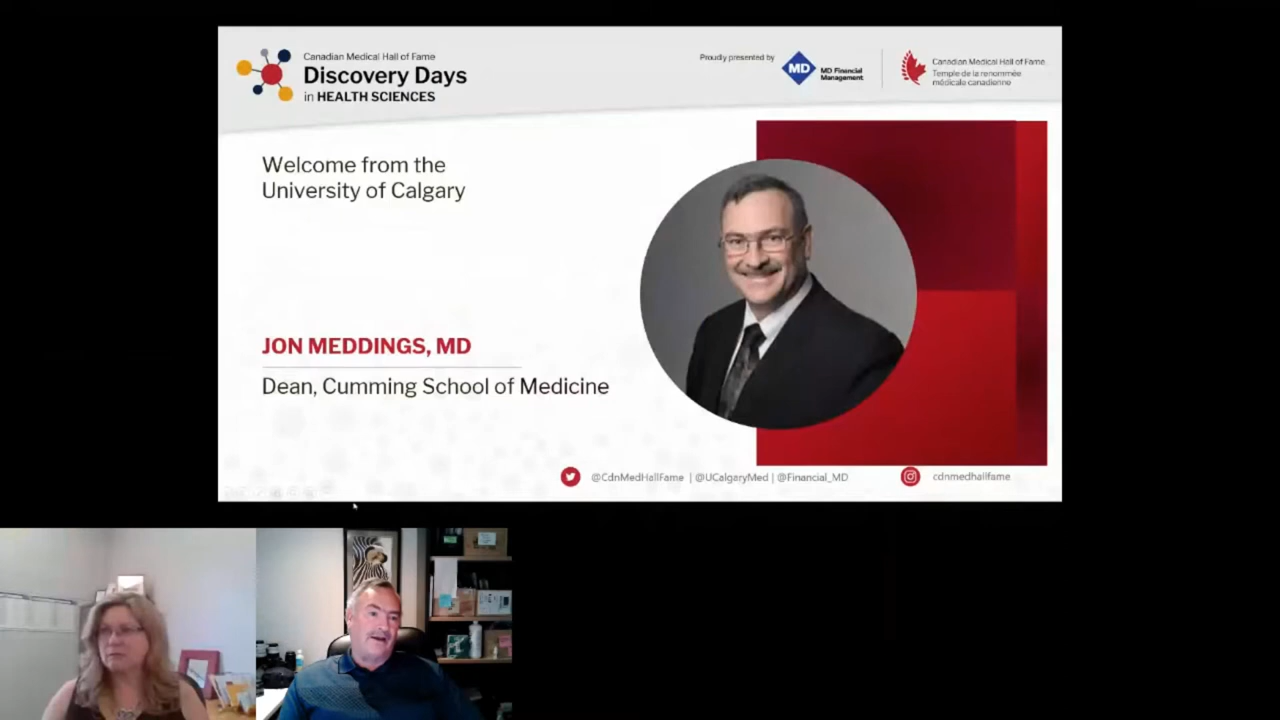 Canadian Medical Hall of Fame
Discovery Days
in HEALTH SCIENCES
Proudly presented by
MD
MD Financial
Management
Canadian Medical Hall of Fame
Temple de la renommée
médicale canadienne
Welcome from the
University of Calgary
JON MEDDINGS, MD
Dean, Cumming School of Medicine
@CdnMedHallFame | @UCalgaryMed | @Financial_MD
cdnmedhallfame